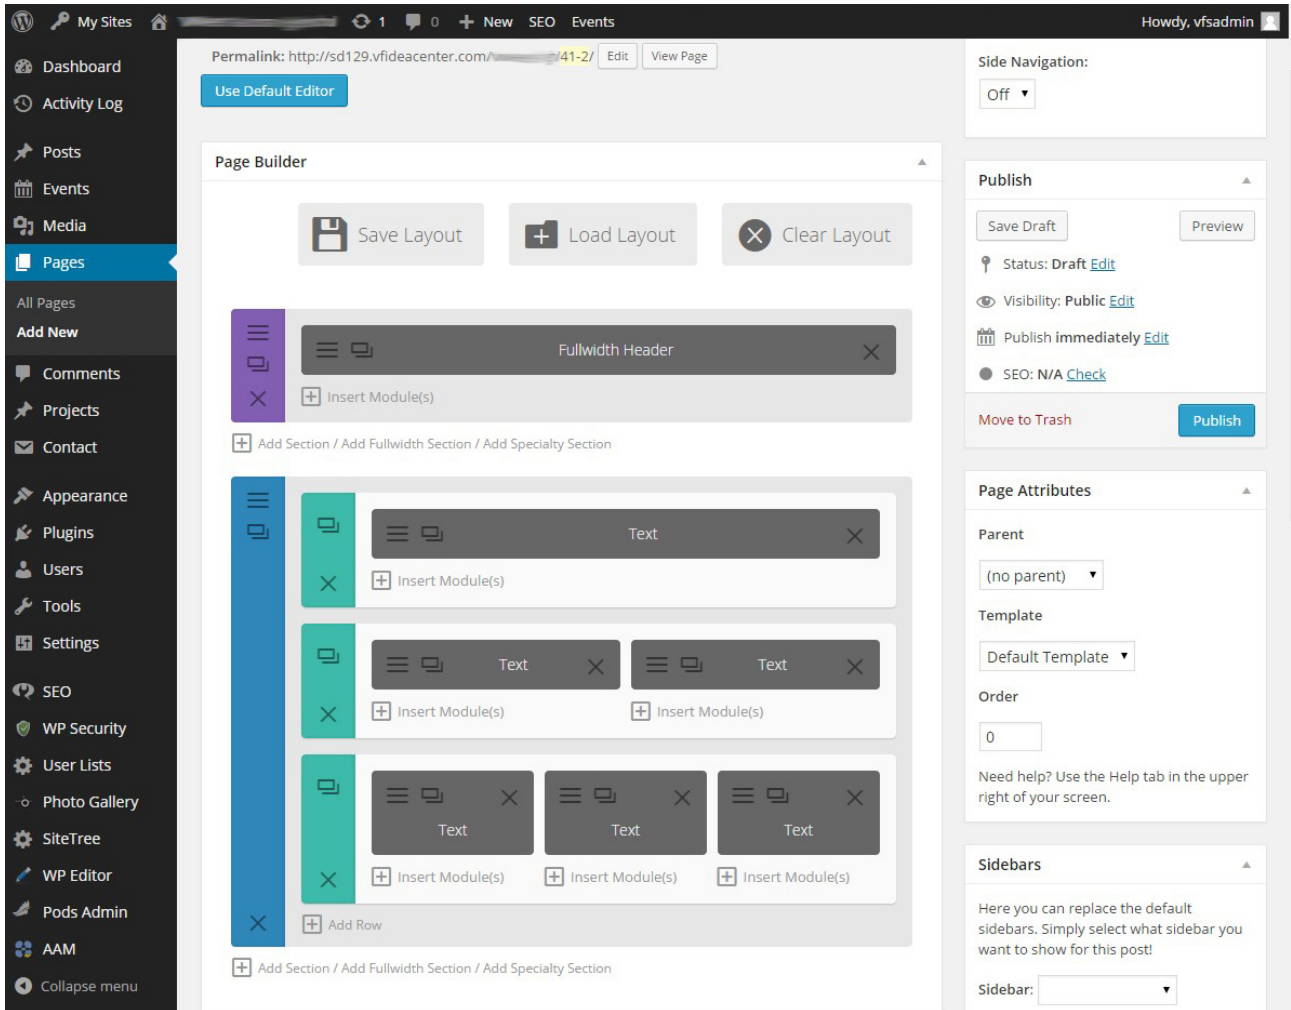 My Sites 1 0 New SEO Events Howdy, vfsadmin
Dashboard
Activity Log
Posts
Events
Media
Pages
All Pages
Add New
Comments
Projects
Contact
Appearance
Plugins
Users
Tools
Settings
SEO
WP Security
User Lists
Photo Gallery
SiteTree
WP Editor
Pods Admin
AAM
Collapse menu
Permalink: http://sd129.vfideacenter.com/ /41-2/ Edit View Page
Use Default Editor
Page Builder
Save Layout Load Layout Clear Layout
Fullwidth Header
Insert Module(s)
Add Section / Add Fullwidth Section / Add Specialty Section
Text
Insert Module(s)
Text Text
Insert Module(s) Insert Module(s)
Text Text Text
Insert Module(s) Insert Module(s) Insert Module(s)
Add Row
Add Section / Add Fullwidth Section / Add Specialty Section
Side Navigation:
Off
Publish
Save Draft Preview
Status: Draft Edit
Visibility: Public Edit
Publish immediately Edit
SEO: N/A Check
Move to Trash Publish
Page Attributes
Parent
(no parent)
Template
Default Template
Order
0
Need help? Use the Help tab in the upper
right of your screen.
Sidebars
Here you can replace the default
sidebars. Simply select what sidebar you
want to show for this post!
Sidebar: